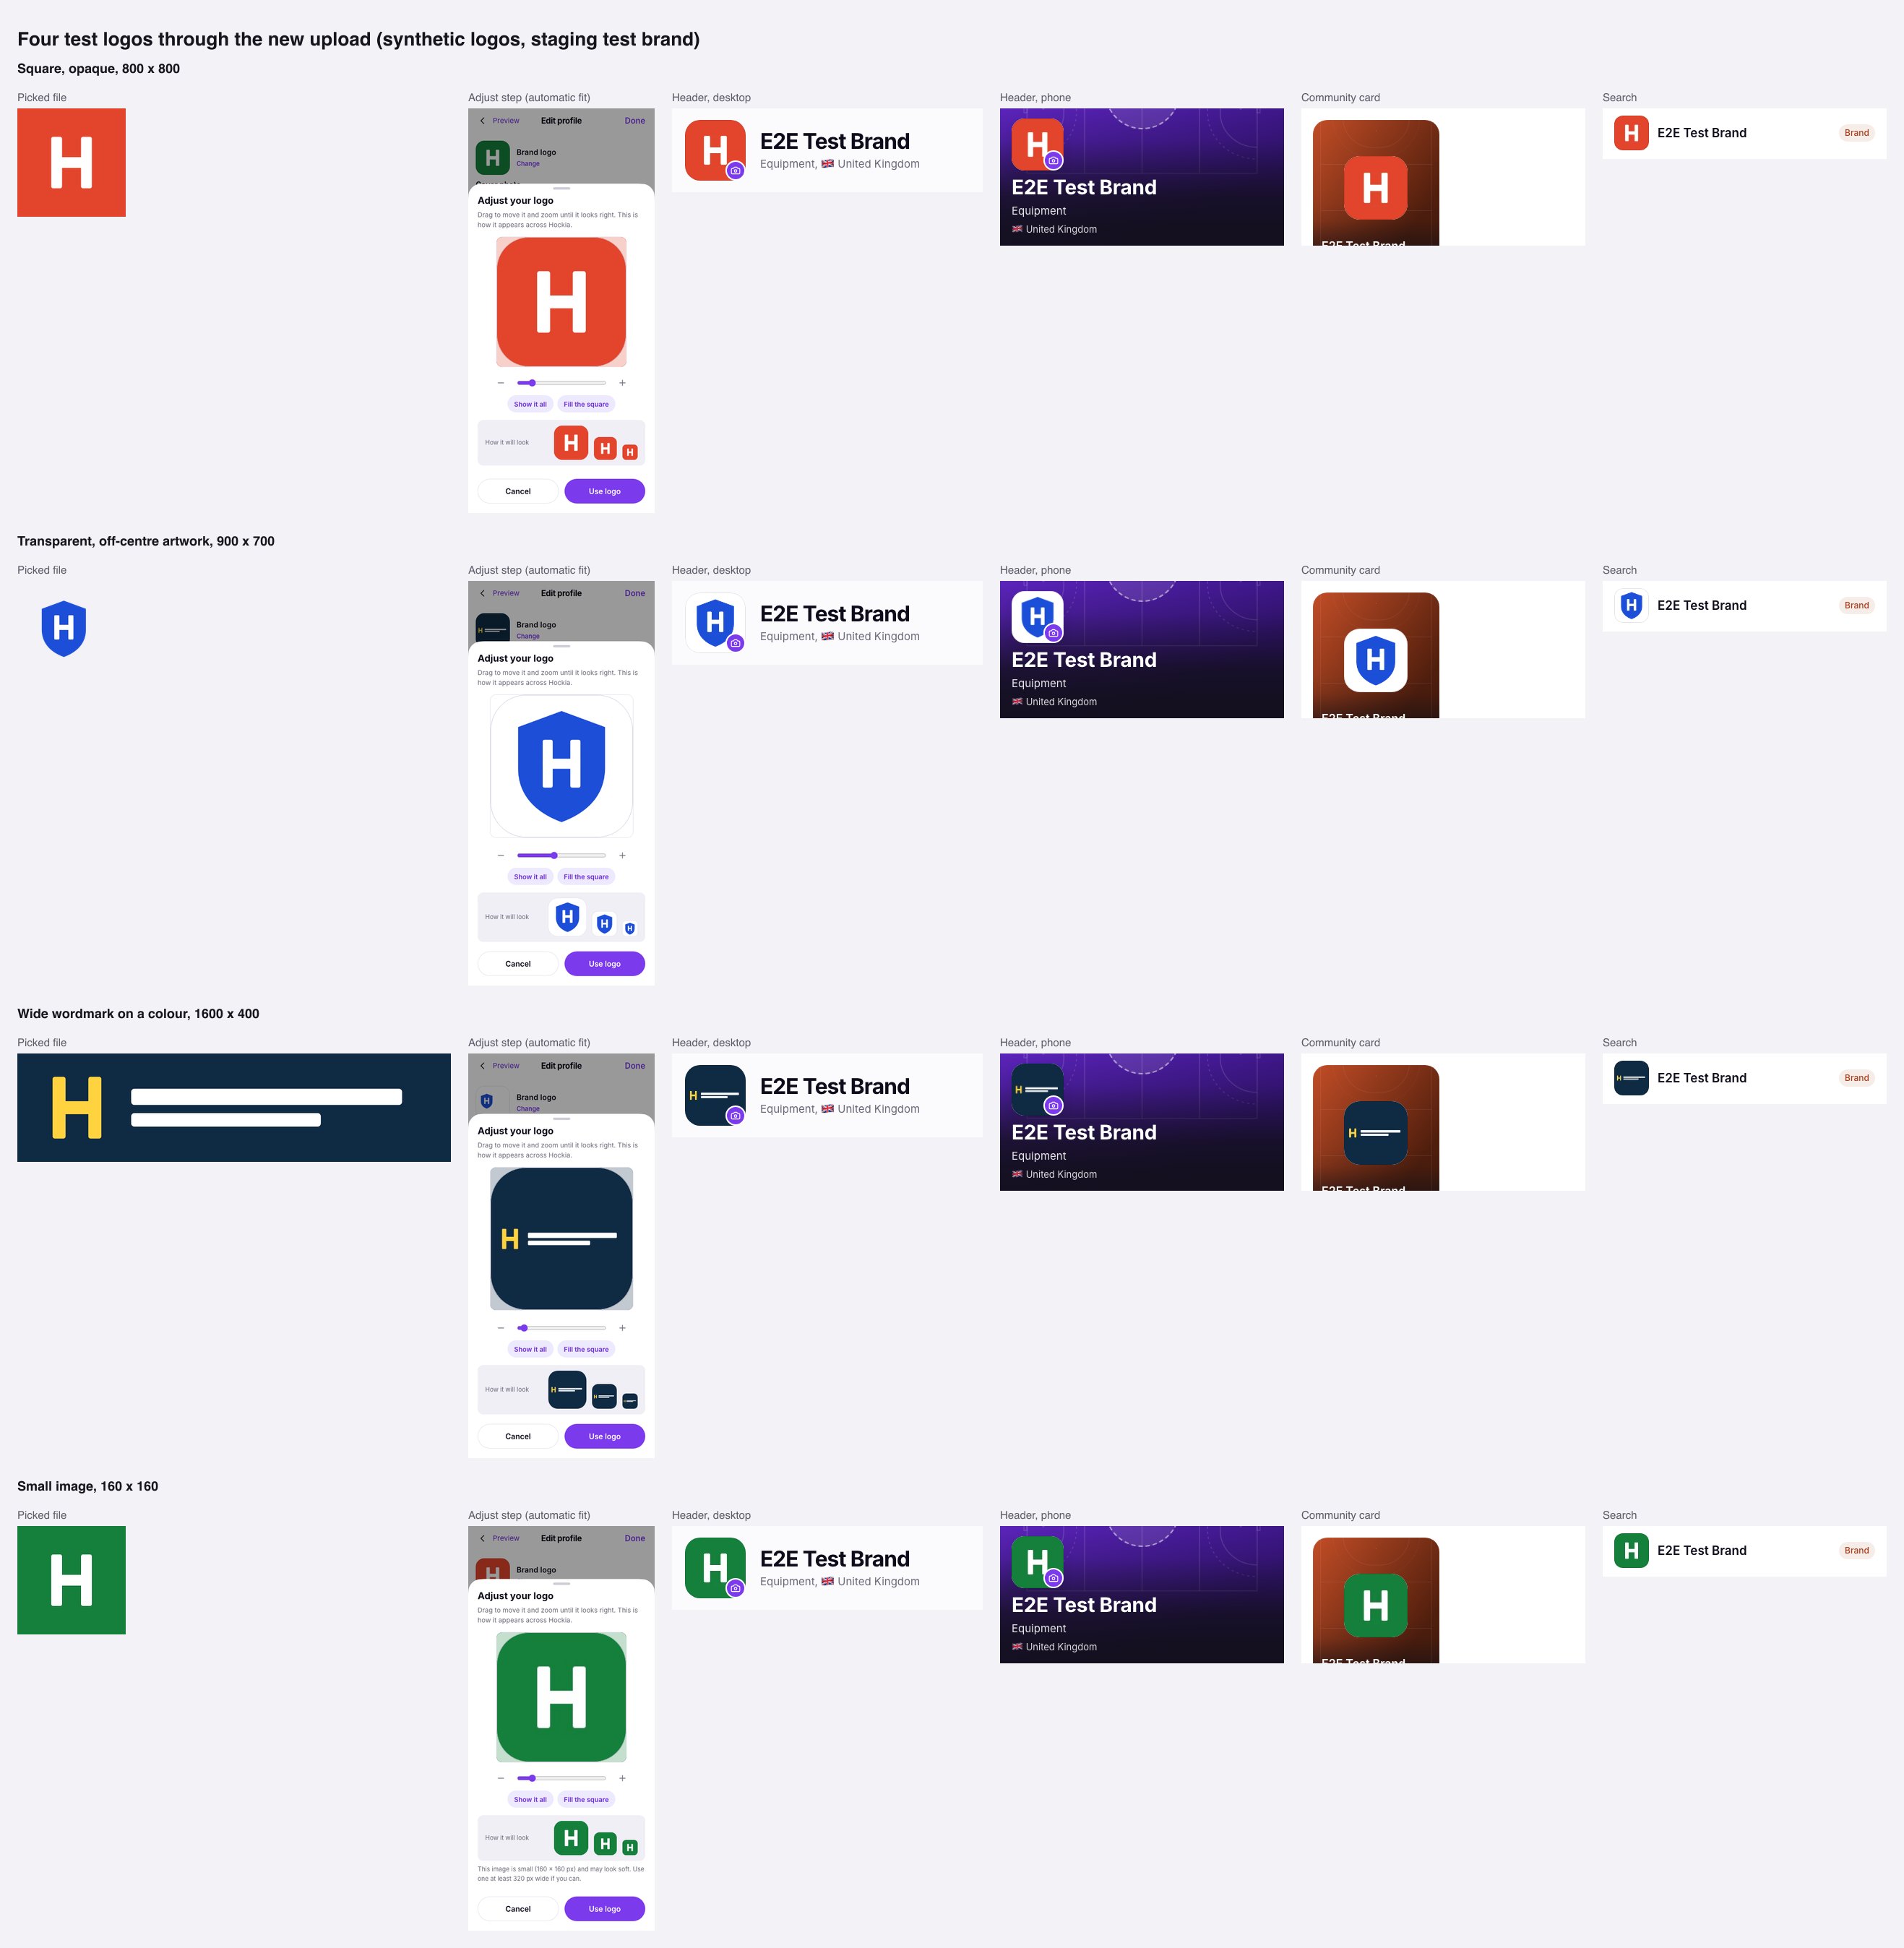 Four test logos through the new upload (synthetic logos, staging test brand)
Square, opaque, 800 x 800
Picked file
H
Adjust step (automatic fit)
Preview
Edit profile
Done
H
Brand logo
Change
Adjust your logo
Drag to move it and zoom until it looks right. This is
how it appears across Hockia.
H
Show it all
Fill the square
How it will look
H
H
H
Cancel
Use logo
Header, desktop
H
E2E Test Brand
Equipment, United Kingdom
Header, phone
H
E2E Test Brand
Equipment
United Kingdom
Community card
H
E2E Test Brand
Search
H
E2E Test Brand
Brand
Transparent, off-centre artwork, 900 x 700
Picked file
H
Adjust step (automatic fit)
Preview
Edit profile
Done
H
Brand logo
Change
Adjust your logo
Drag to move it and zoom until it looks right. This is
how it appears across Hockia.
H
Show it all
Fill the square
How it will look
H
H
H
Cancel
Use logo
Header, desktop
H
E2E Test Brand
Equipment, United Kingdom
Header, phone
H
E2E Test Brand
Equipment
United Kingdom
Community card
H
E2E Test Brand
Search
H
E2E Test Brand
Brand
Wide wordmark on a colour, 1600 x 400
Picked file
H
Adjust step (automatic fit)
Preview
Edit profile
Done
H
Brand logo
Change
Adjust your logo
Drag to move it and zoom until it looks right. This is
how it appears across Hockia.
H
Show it all
Fill the square
How it will look
H
H
Cancel
Use logo
Header, desktop
H
E2E Test Brand
Equipment, United Kingdom
Header, phone
H
E2E Test Brand
Equipment
United Kingdom
Community card
H
E2E Test Brand
Search
H
E2E Test Brand
Brand
Small image, 160 x 160
Picked file
H
Adjust step (automatic fit)
Preview
Edit profile
Done
H
Brand logo
Adjust your logo
Drag to move it and zoom until it looks right. This is
how it appears across Hockia.
H
Show it all
Fill the square
How it will look
H
H
H
This image is small (160 × 160 px) and may look soft. Use
one at least 320 px wide if you can.
Cancel
Use logo
Header, desktop
H
E2E Test Brand
Equipment, United Kingdom
Header, phone
H
E2E Test Brand
Equipment
United Kingdom
Community card
H
E2E Test Brand
Search
H
E2E Test Brand
Brand